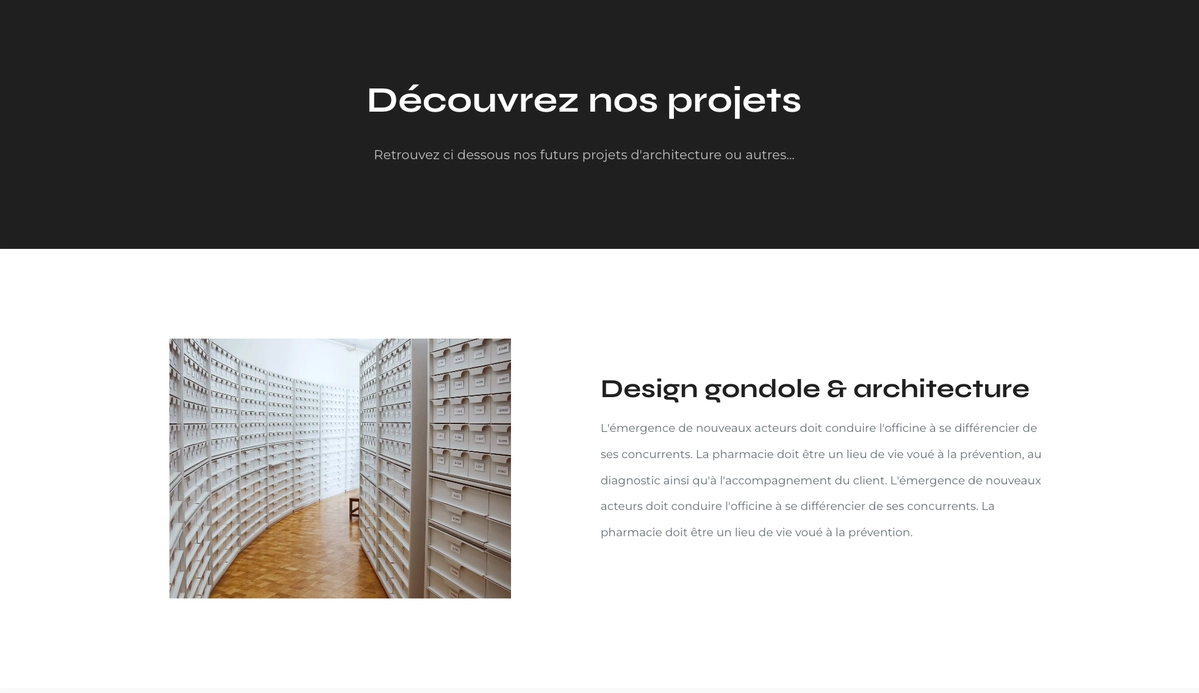 Découvrez nos projets
Retrouvez ci dessous nos futurs projets d'architecture ou autres...
Design gondole & architecture
L'émergence de nouveaux acteurs doit conduire l'officine à se différencier de
ses concurrents. La pharmacie doit être un lieu de vie voué à la prévention, au
diagnostic ainsi qu'à l'accompagnement du client. L'émergence de nouveaux
acteurs doit conduire l'officine à se différencier de ses concurrents. La
pharmacie doit être un lieu de vie voué à la prévention.